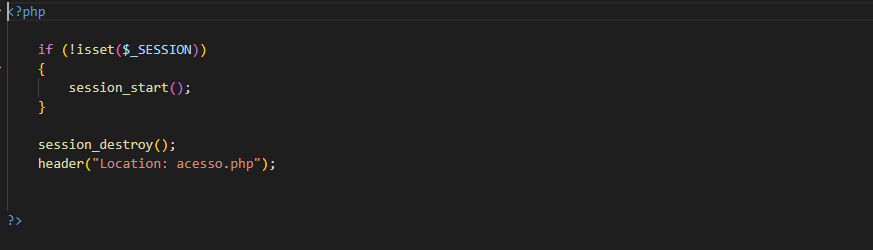 <?php
if (!isset($_SESSION))
{
session_start();
}
session_destroy();
header("Location: acesso.php");
?>